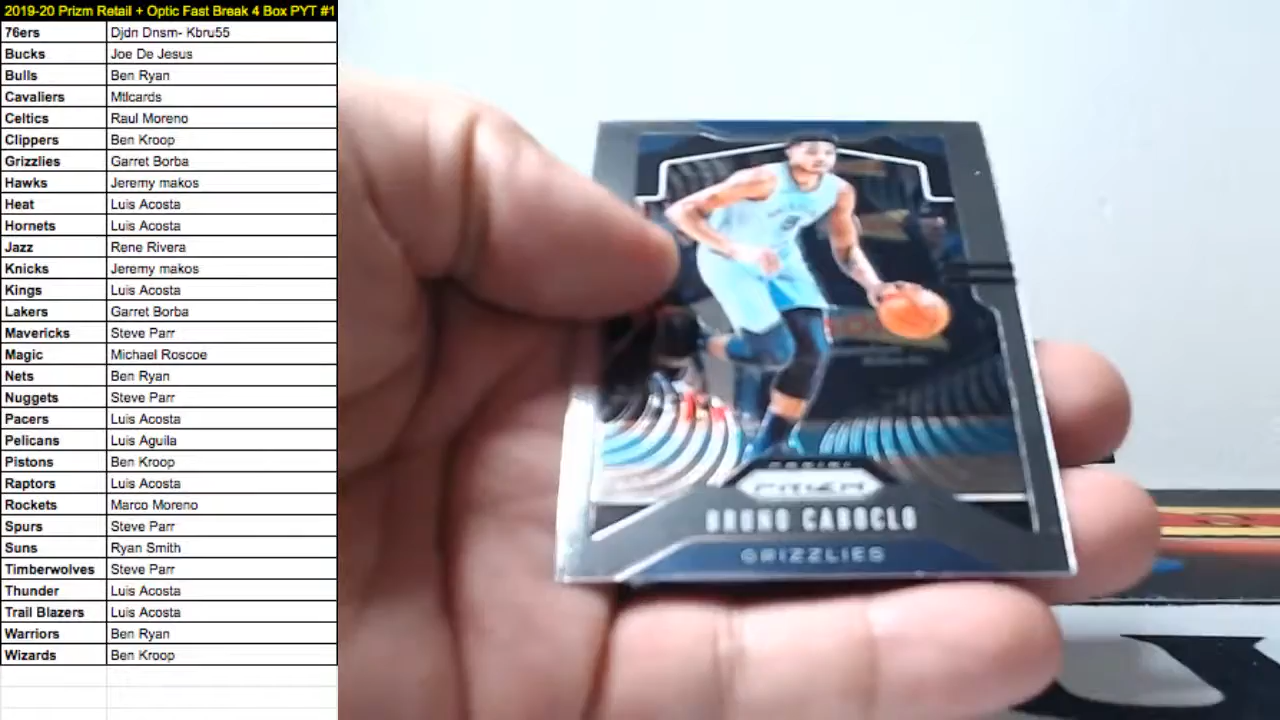 2019-20 Prizm Retail + Optic Fast Break 4 Box PYT #1
76ers Djdn Dnsm- Kbru55
Bucks Joe De Jesus
Bulls Ben Ryan
Cavaliers Mtlcards
Celtics Raul Moreno
Clippers Ben Kroop
Grizzlies Garret Borba
Hawks Jeremy makos
Heat Luis Acosta
Hornets Luis Acosta
Jazz Rene Rivera
Knicks Jeremy makos
Kings Luis Acosta
Lakers Garret Borba
Mavericks Steve Parr
Magic Michael Roscoe
Nets Ben Ryan
Nuggets Steve Parr
Pacers Luis Acosta
Pelicans Luis Aguila
Pistons Ben Kroop
Raptors Luis Acosta
Rockets Marco Moreno
Spurs Steve Parr
Suns Ryan Smith
Timberwolves Steve Parr
Thunder Luis Acosta
Trail Blazers Luis Acosta
Warriors Ben Ryan
Wizards Ben Kroop
PANINI
PRIZM
BRUNO CABOCLO
GRIZZLIES